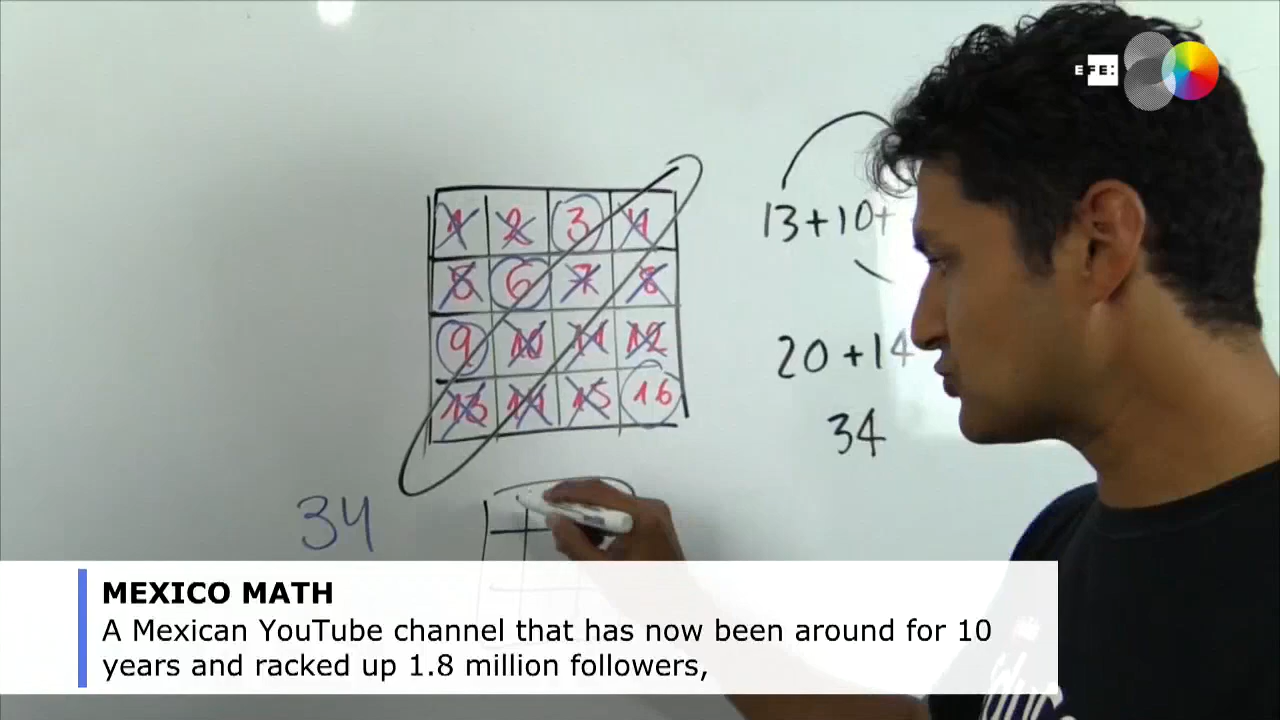 EFE:
1 2 3 4
5 6 7 8
9 10 11 12
13 14 15 16
13+10+
20+14
34
34
MEXICO MATH
A Mexican YouTube channel that has now been around for 10
years and racked up 1.8 million followers,